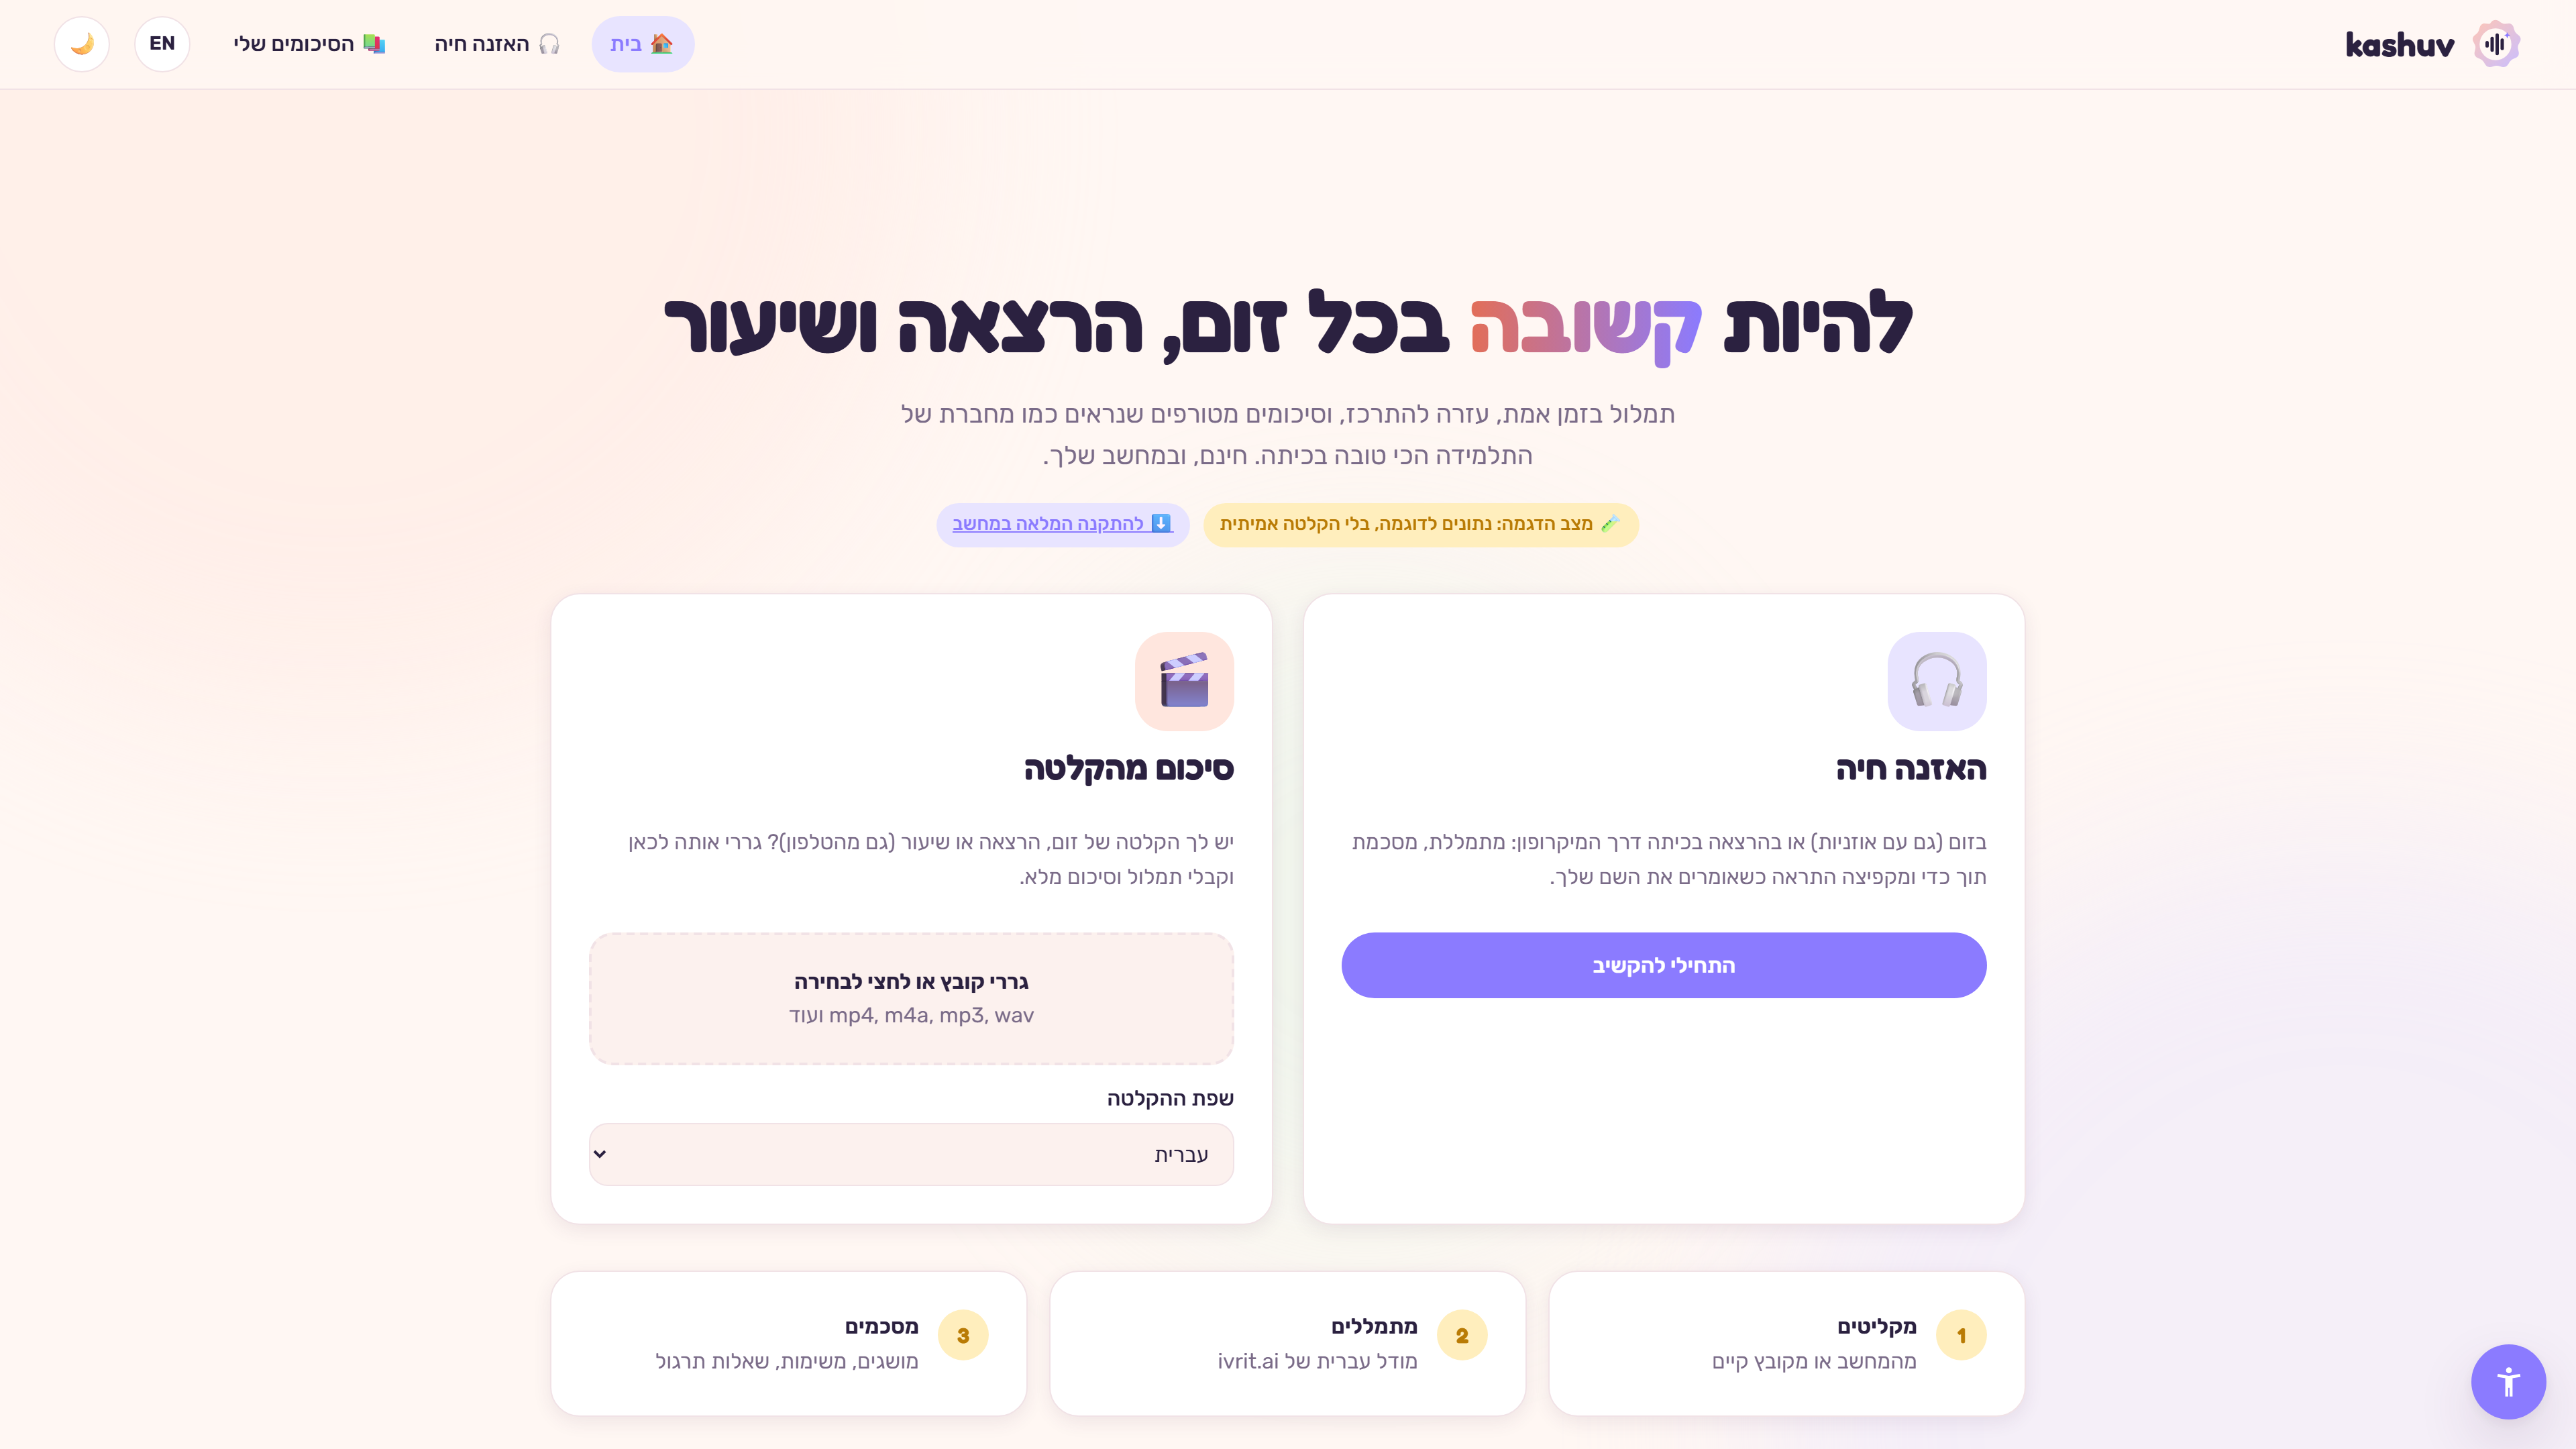 kashuv
בית
האזנה חיה
הסיכומים שלי
EN
להיות קשובה בכל זום, הרצאה ושיעור
תמלול בזמן אמת, עזרה להתרכז, וסיכומים מטורפים שנראים כמו מחברת של
התלמידה הכי טובה בכיתה. חינם, ובמחשב שלך.
מצב הדגמה: נתונים לדוגמה, בלי הקלטה אמיתית
להתקנה המלאה במחשב
האזנה חיה
בזום (גם עם אוזניות) או בהרצאה בכיתה דרך המיקרופון: מתמללת, מסכמת
תוך כדי ומקפיצה התראה כשאומרים את השם שלך.
התחילי להקשיב
סיכום מהקלטה
יש לך הקלטה של זום, הרצאה או שיעור (גם מהטלפון)? גררי אותה לכאן
וקבלי תמלול וסיכום מלא.
גררי קובץ או לחצי לבחירה
mp4, m4a, mp3, wav ועוד
שפת ההקלטה
עברית
1
מקליטים
מהמחשב או מקובץ קיים
2
מתמללים
מודל עברית של ivrit.ai
3
מסכמים
מושגים, משימות, שאלות תרגול